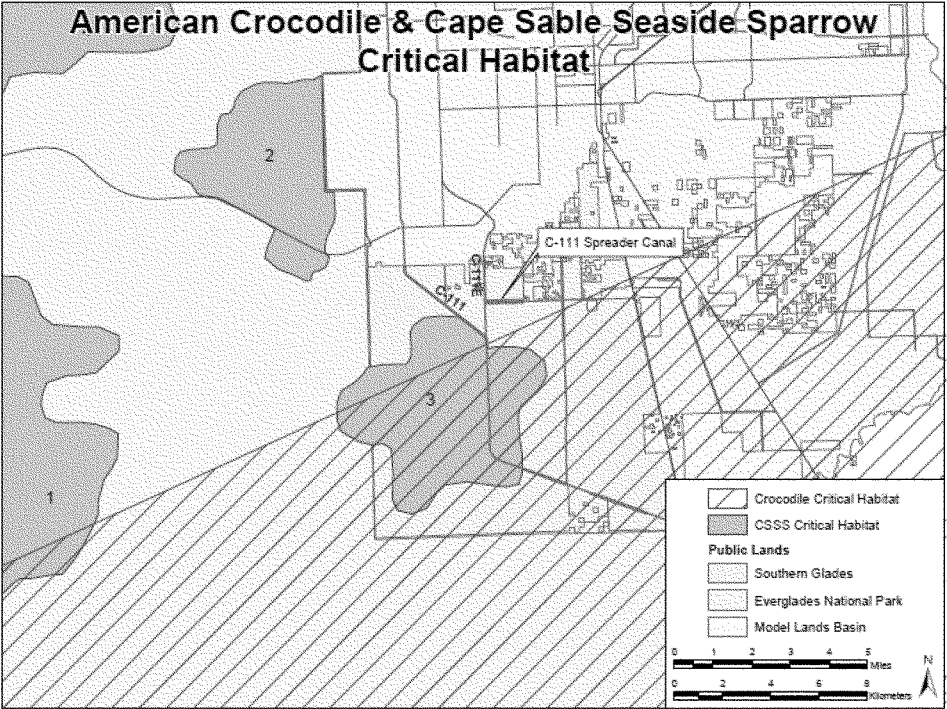 American Crocodile & Cape Sable Seaside Sparrow
Critical Habitat
2
C-111 Spreader Canal
C-111E
C-111
3
1
Crocodile Critical Habitat
CSSS Critical Habitat
Public Lands
Southern Glades
Everglades National Park
Model Lands Basin
0 1 2 3 4 5
Miles
0 2 4 6 8
Kilometers
N